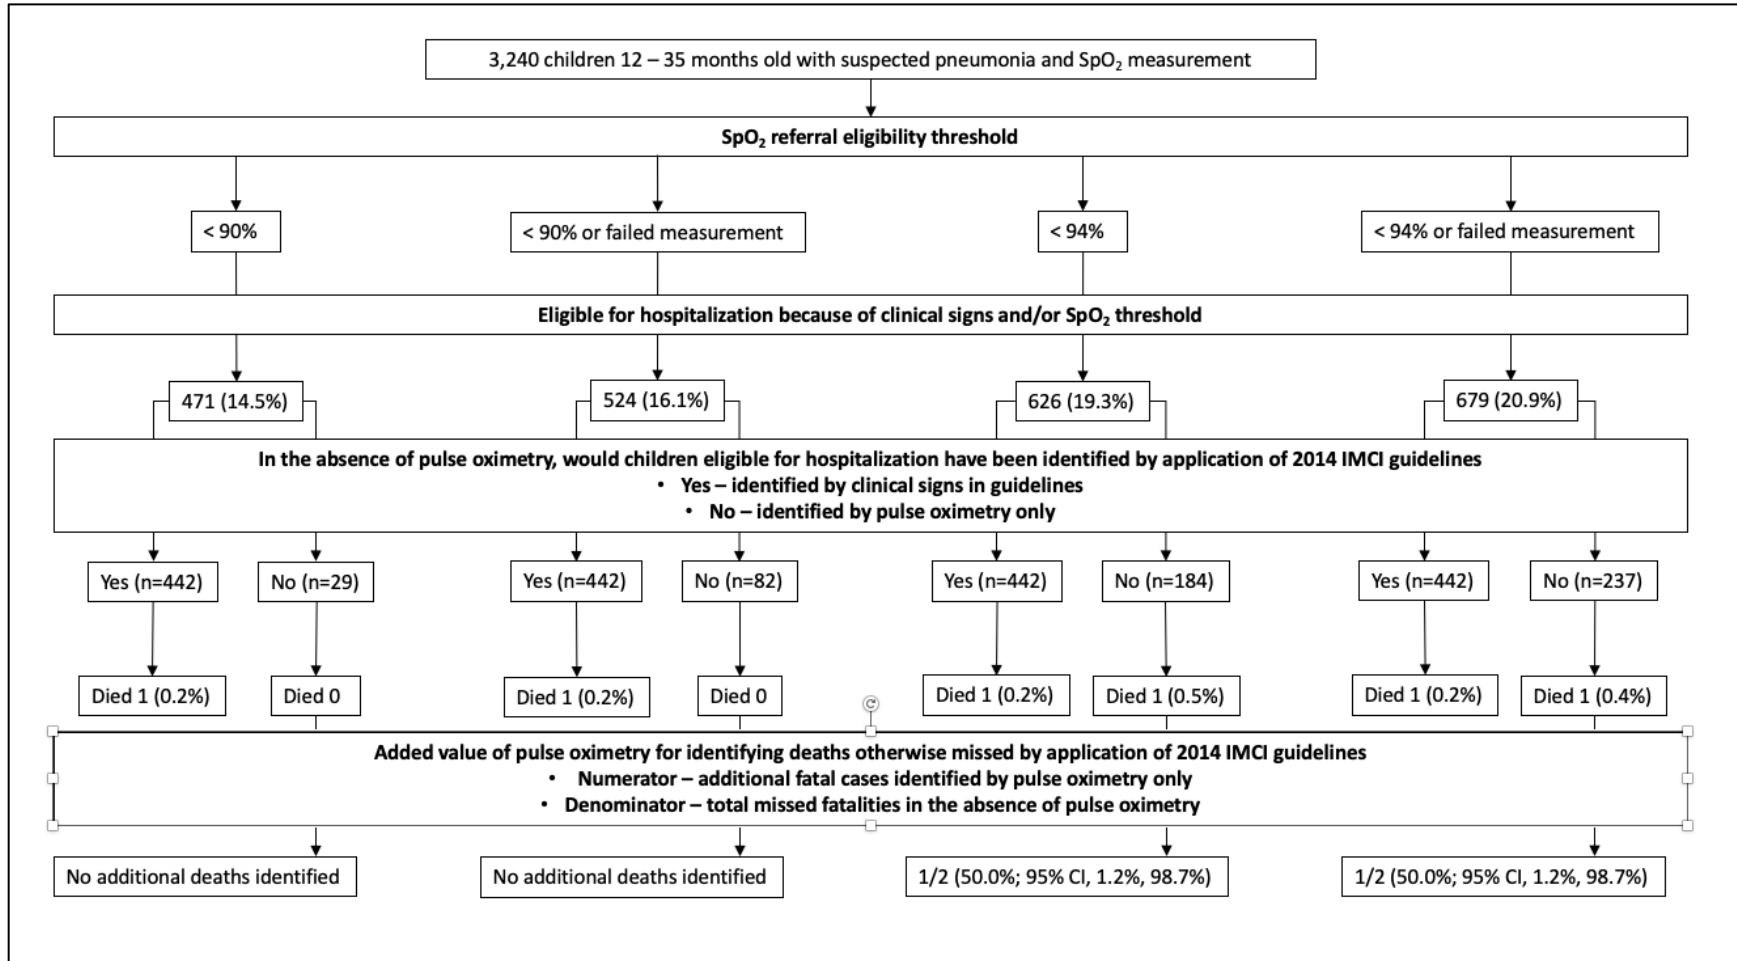 3,240 children 12 – 35 months old with suspected pneumonia and SpO₂ measurement
SpO₂ referral eligibility threshold
< 90%
< 90% or failed measurement
< 94%
< 94% or failed measurement
Eligible for hospitalization because of clinical signs and/or SpO₂ threshold
471 (14.5%)
524 (16.1%)
626 (19.3%)
679 (20.9%)
In the absence of pulse oximetry, would children eligible for hospitalization have been identified by application of 2014 IMCI guidelines
• Yes – identified by clinical signs in guidelines
• No – identified by pulse oximetry only
Yes (n=442)
No (n=29)
Yes (n=442)
No (n=82)
Yes (n=442)
No (n=184)
Yes (n=442)
No (n=237)
Died 1 (0.2%)
Died 0
Died 1 (0.2%)
Died 0
Died 1 (0.2%)
Died 1 (0.5%)
Died 1 (0.2%)
Died 1 (0.4%)
Added value of pulse oximetry for identifying deaths otherwise missed by application of 2014 IMCI guidelines
• Numerator – additional fatal cases identified by pulse oximetry only
• Denominator – total missed fatalities in the absence of pulse oximetry
No additional deaths identified
No additional deaths identified
1/2 (50.0%; 95% CI, 1.2%, 98.7%)
1/2 (50.0%; 95% CI, 1.2%, 98.7%)